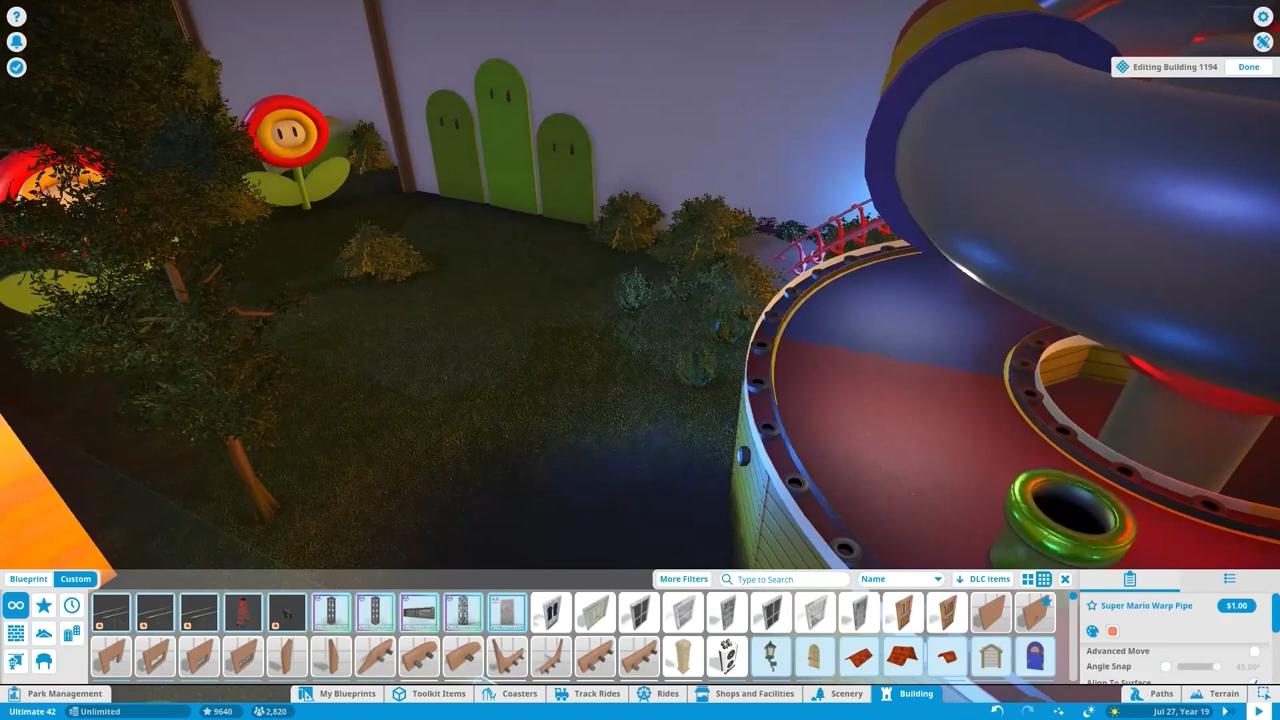 Editing Building 1194
Done
Blueprint
Custom
More Filters
Type to Search
Name
DLC items
Super Mario Warp Pipe
$1.00
Advanced Move
Angle Snap
45.00°
Park Management
My Blueprints
Toolkit Items
Coasters
Track Rides
Rides
Shops and Facilities
Scenery
Building
Paths
Terrain
Ultimate 42
Unlimited
9640
2,820
Jul 27, Year 19